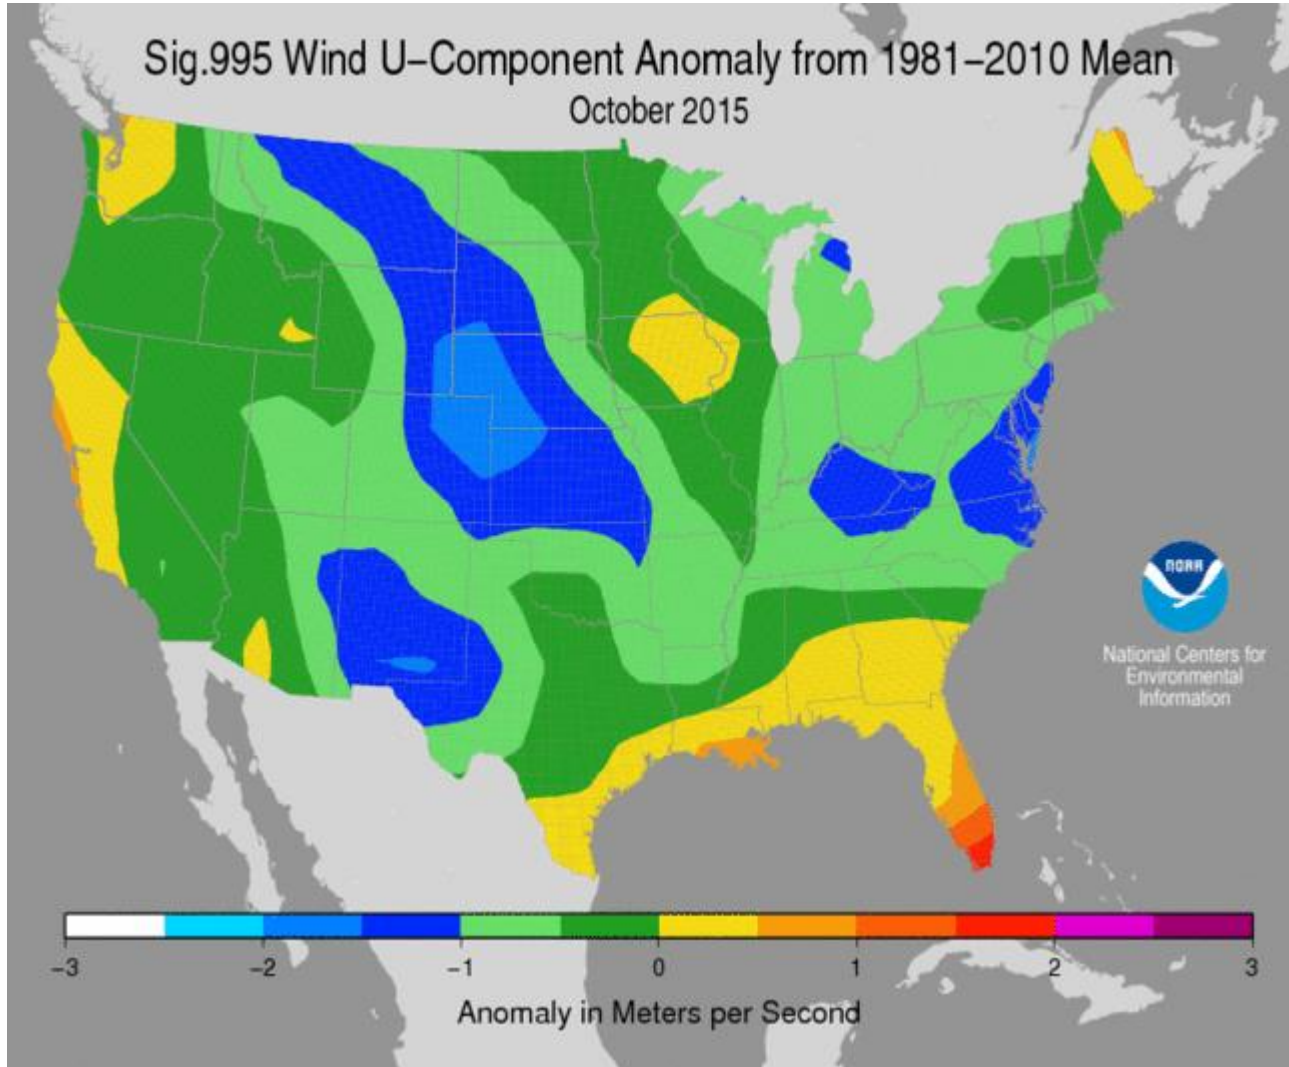 Sig.995 Wind U–Component Anomaly from 1981–2010 Mean
October 2015
NOAA
National Centers for
Environmental
Information
−3 −2 −1 0 1 2 3
Anomaly in Meters per Second